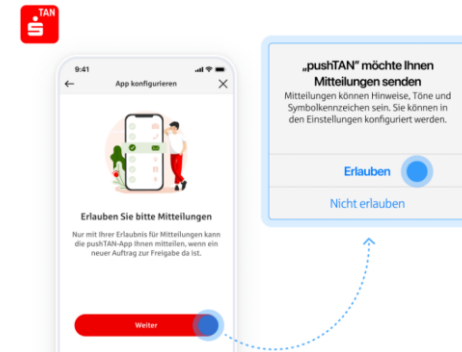 TAN
S
9:41
App konfigurieren
Erlauben Sie bitte Mitteilungen
Nur mit Ihrer Erlaubnis für Mitteilungen kann
die pushTAN-App Ihnen mitteilen, wenn ein
neuer Auftrag zur Freigabe da ist.
Weiter
„pushTAN" möchte Ihnen
Mitteilungen senden
Mitteilungen können Hinweise, Töne und
Symbolkennzeichen sein. Sie können in
den Einstellungen konfiguriert werden.
Erlauben
Nicht erlauben